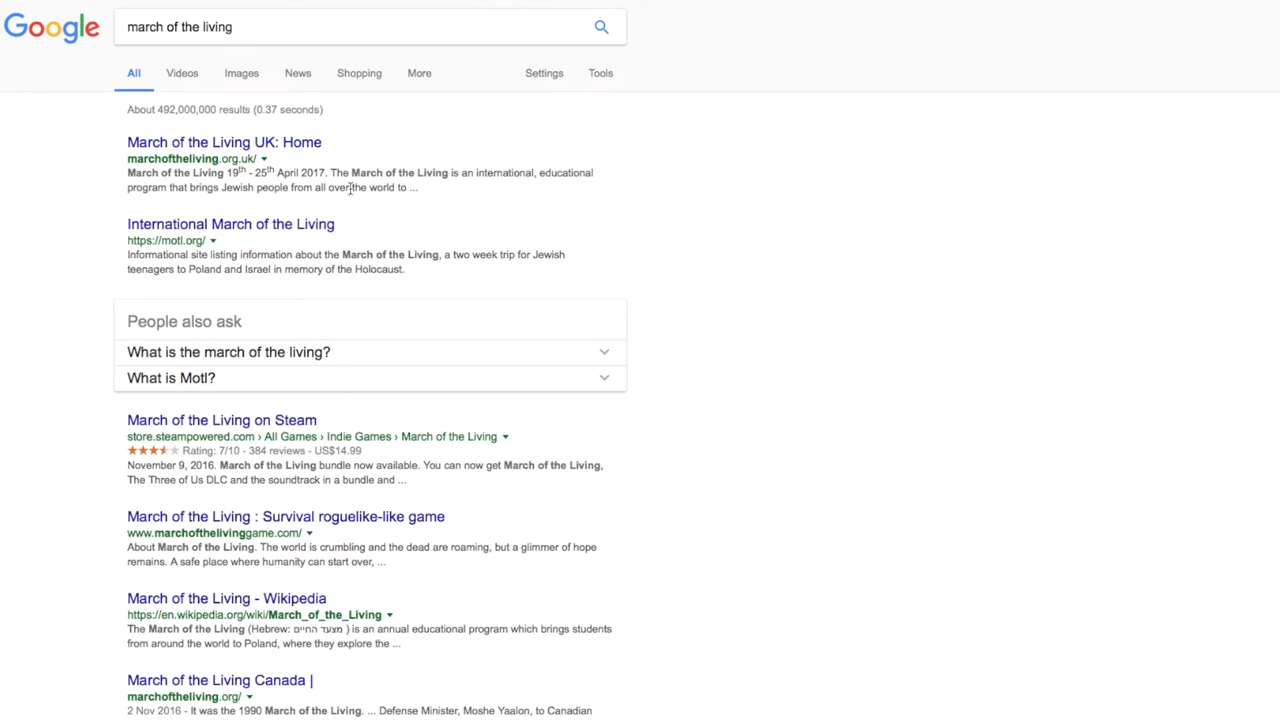 Google
march of the living
All Videos Images News Shopping More Settings Tools
About 492,000,000 results (0.37 seconds)
March of the Living UK: Home
marchoftheliving.org.uk/
March of the Living 19th - 25th April 2017. The March of the Living is an international, educational
program that brings Jewish people from all over the world to ...
International March of the Living
https://motl.org/
Informational site listing information about the March of the Living, a two week trip for Jewish
teenagers to Poland and Israel in memory of the Holocaust.
People also ask
What is the march of the living?
What is Motl?
March of the Living on Steam
store.steampowered.com › All Games › Indie Games › March of the Living
Rating: 7/10 - 384 reviews - US$14.99
November 9, 2016. March of the Living bundle now available. You can now get March of the Living,
The Three of Us DLC and the soundtrack in a bundle and ...
March of the Living : Survival roguelike-like game
www.marchofthelivinggame.com/
About March of the Living. The world is crumbling and the dead are roaming, but a glimmer of hope
remains. A safe place where humanity can start over, ...
March of the Living - Wikipedia
https://en.wikipedia.org/wiki/March_of_the_Living
The March of the Living (Hebrew: מצעד החיים ) is an annual educational program which brings students
from around the world to Poland, where they explore the ...
March of the Living Canada |
marchoftheliving.org/
2 Nov 2016 - It was the 1990 March of the Living. ... Defense Minister, Moshe Yaalon, to Canadian